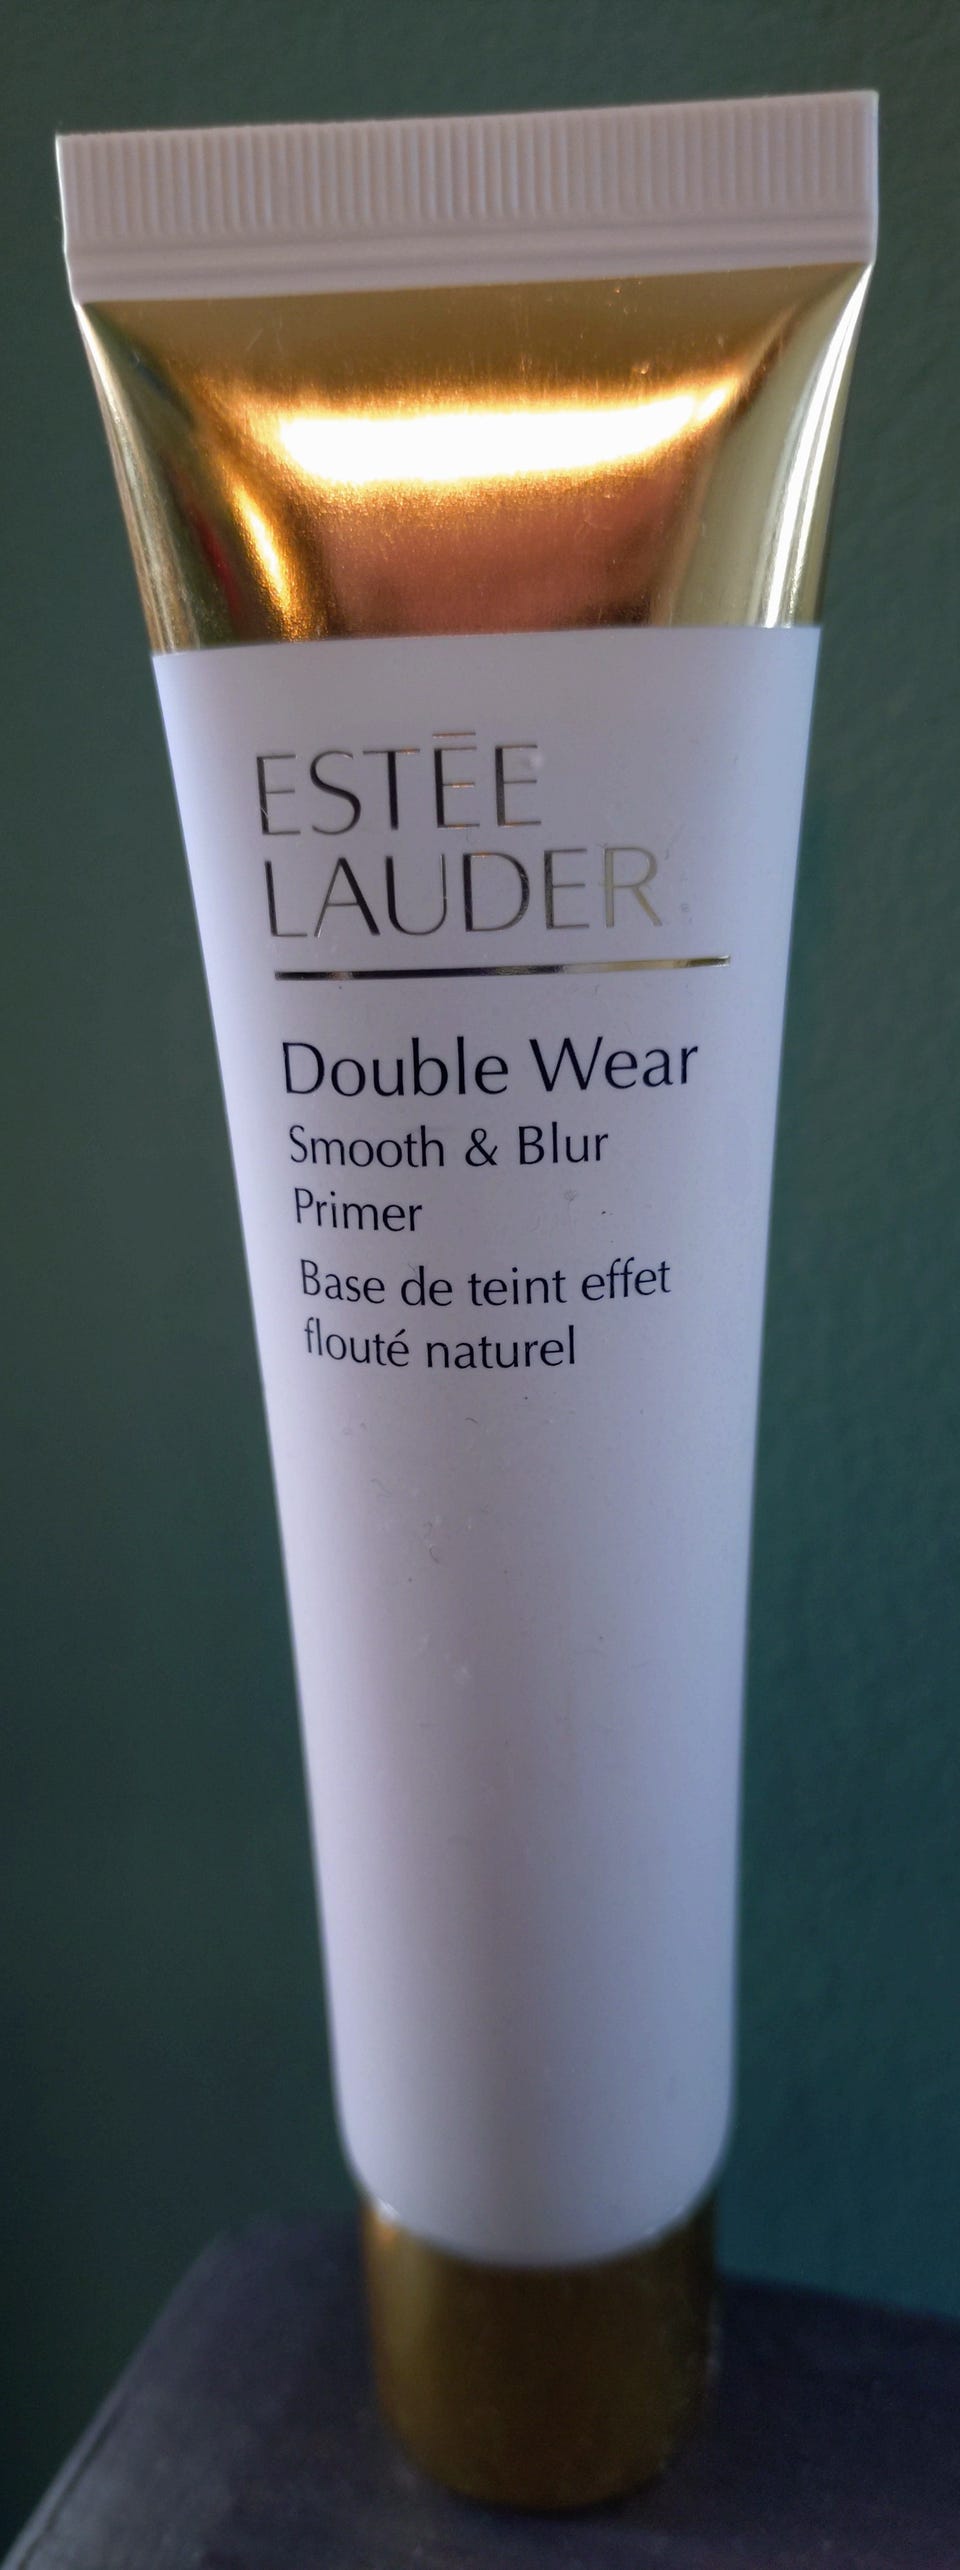 ESTĒE
LAUDER
Double Wear
Smooth & Blur
Primer
Base de teint effet
flouté naturel